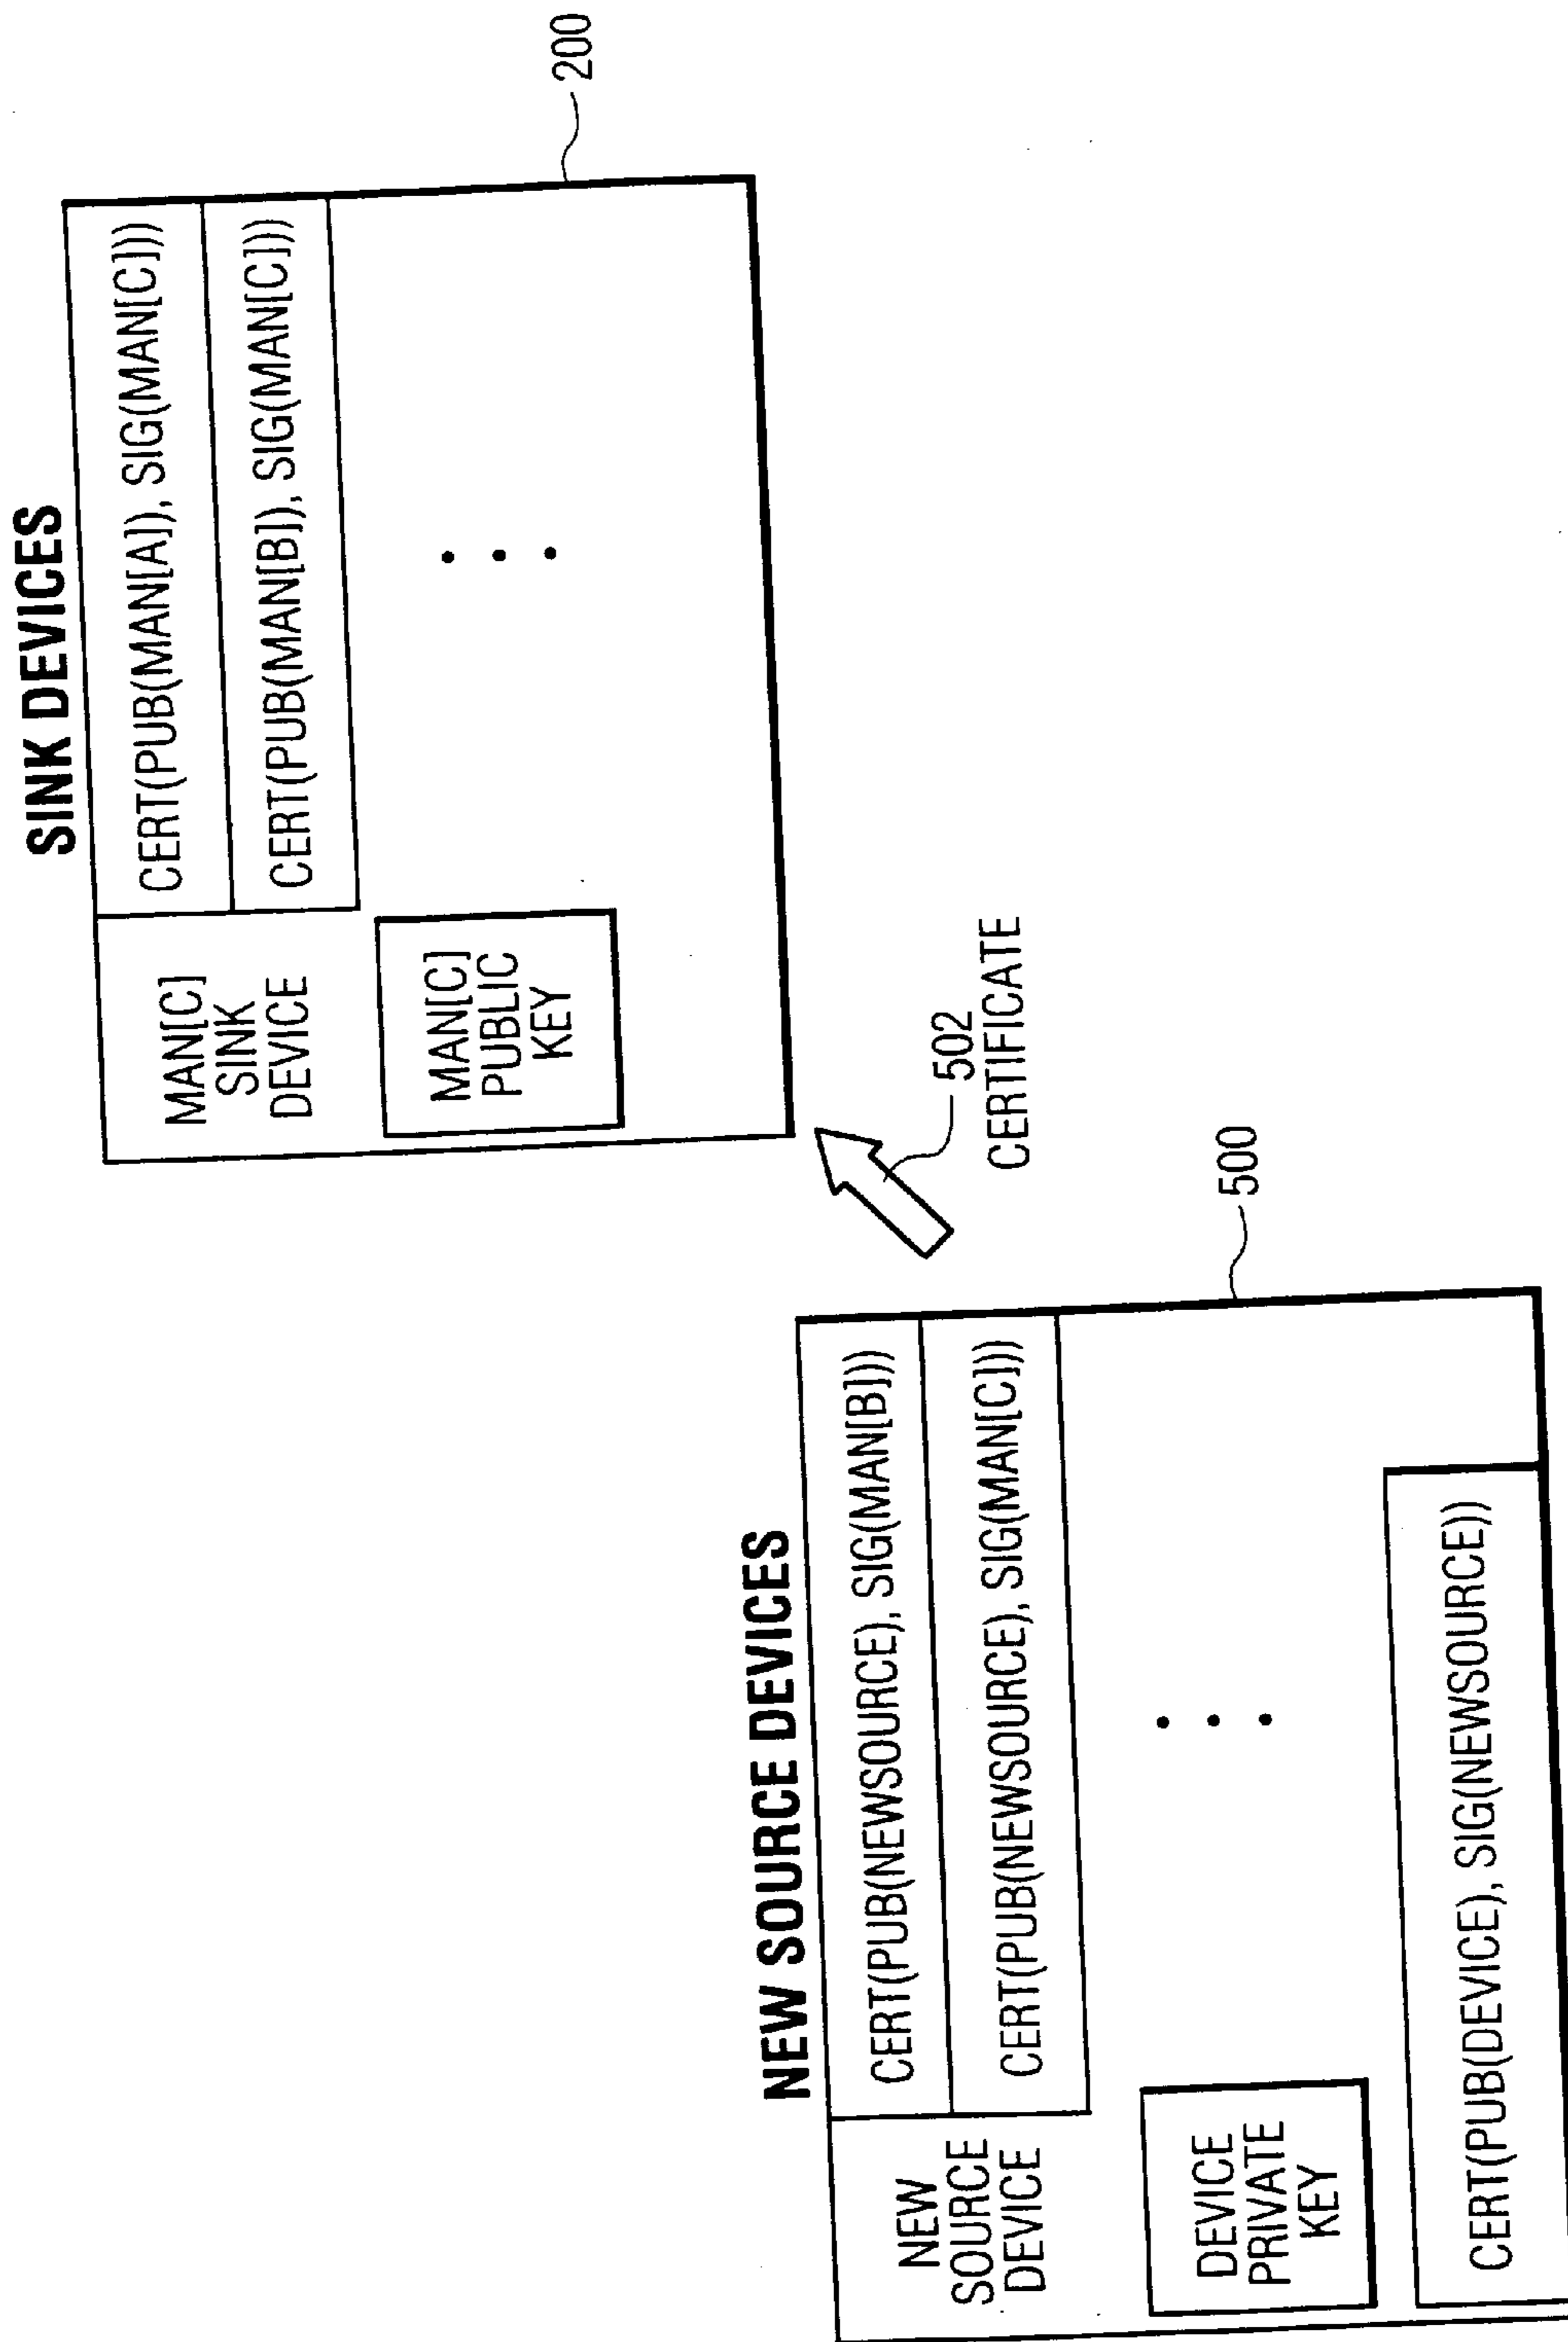 SINK DEVICES
MAN[C]
SINK
DEVICE
CERT(PUB(MAN[A]), SIG(MAN[C]))
CERT(PUB(MAN[B]), SIG(MAN[C]))
MAN[C]
PUBLIC
KEY
200
502
CERTIFICATE
NEW SOURCE DEVICES
NEW
SOURCE
DEVICE
CERT(PUB(NEWSOURCE), SIG(MAN[B]))
CERT(PUB(NEWSOURCE), SIG(MAN[C]))
DEVICE
PRIVATE
KEY
CERT(PUB(DEVICE), SIG(NEWSOURCE))
500